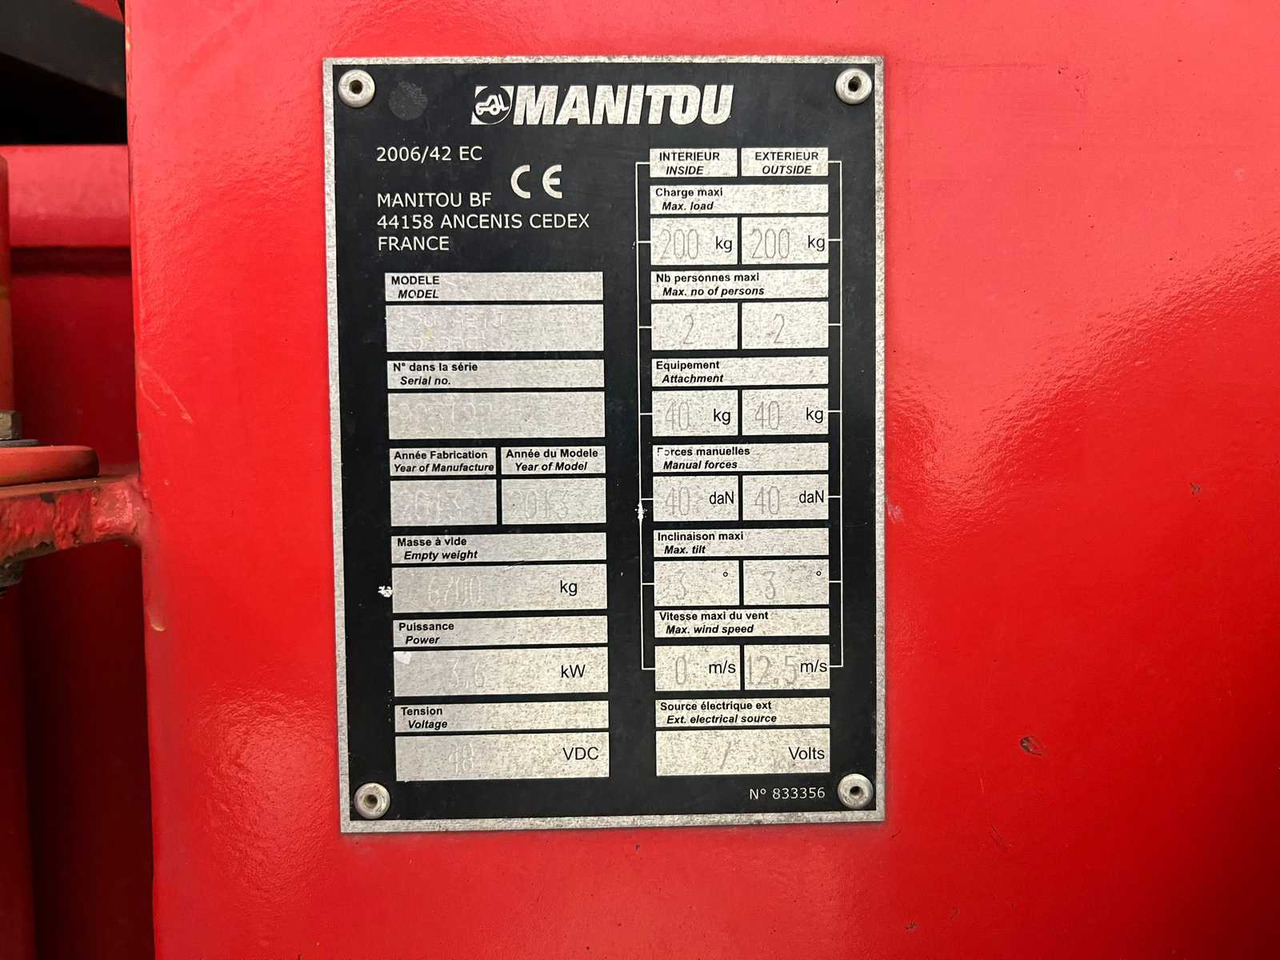 MANITOU
2006/42 EC
CE
MANITOU BF
44158 ANCENIS CEDEX
FRANCE
MODELE
MODEL
N° dans la série
Serial no.
Année Fabrication
Year of Manufacture
Année du Modele
Year of Model
2013
Masse à vide
Empty weight
6700 kg
Puissance
Power
3,6 kW
Tension
Voltage
48 VDC
INTERIEUR
INSIDE
EXTERIEUR
OUTSIDE
Charge maxi
Max. load
200 kg 200 kg
Nb personnes maxi
Max. no of persons
2 2
Equipement
Attachment
40 kg 40 kg
Forces manuelles
Manual forces
40 daN 40 daN
Inclinaison maxi
Max. tilt
3 ° 3 °
Vitesse maxi du vent
Max. wind speed
0 m/s 12.5 m/s
Source électrique ext
Ext. electrical source
/ Volts
N° 833356